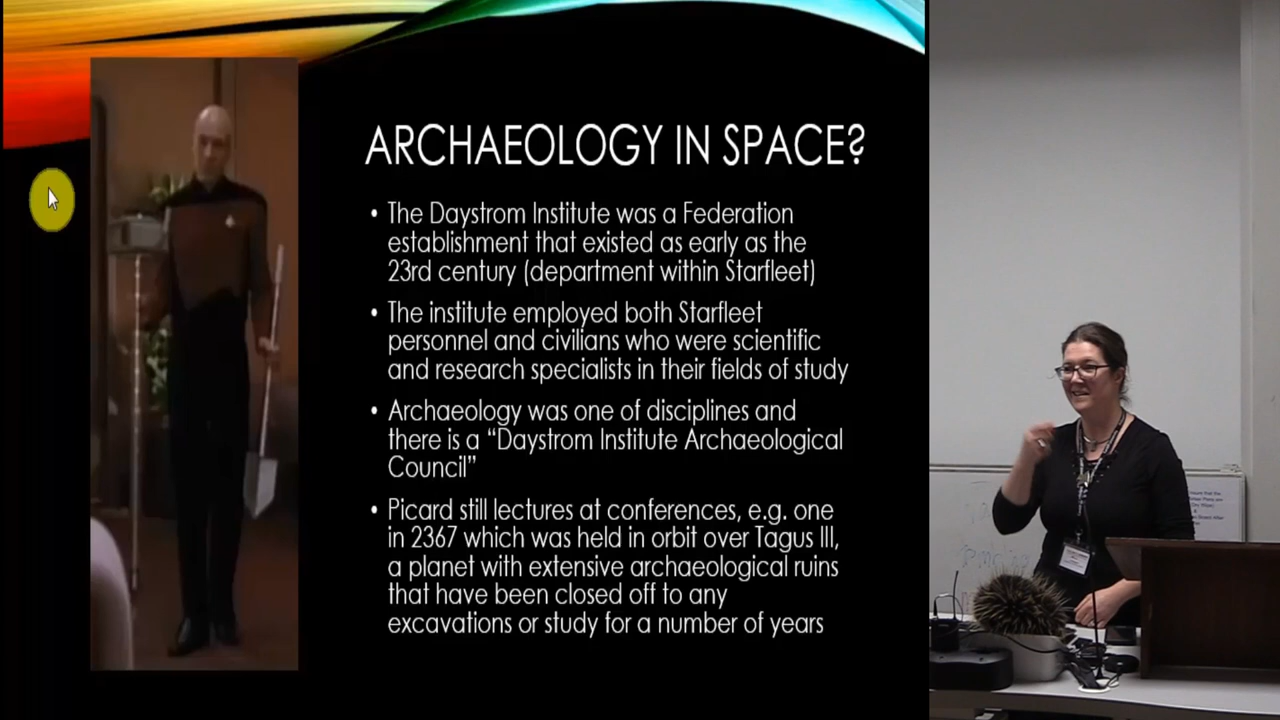 ARCHAEOLOGY IN SPACE?
• The Daystrom Institute was a Federation
establishment that existed as early as the
23rd century (department within Starfleet)
• The institute employed both Starfleet
personnel and civilians who were scientific
and research specialists in their fields of study
• Archaeology was one of disciplines and
there is a “Daystrom Institute Archaeological
Council”
• Picard still lectures at conferences, e.g. one
in 2367 which was held in orbit over Tagus III,
a planet with extensive archaeological ruins
that have been closed off to any
excavations or study for a number of years